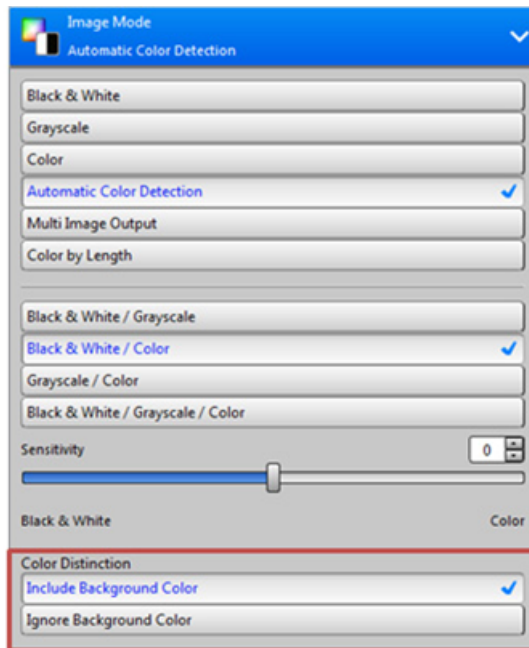 Image Mode
Automatic Color Detection
Black & White
Grayscale
Color
Automatic Color Detection
Multi Image Output
Color by Length
Black & White / Grayscale
Black & White / Color
Grayscale / Color
Black & White / Grayscale / Color
Sensitivity 0
Black & White Color
Color Distinction
Include Background Color
Ignore Background Color